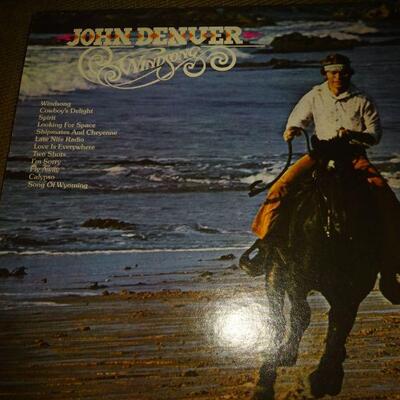 JOHN DENVER
WINDSONG
Windsong
Cowboy's Delight
Spirit
Looking For Space
Shipmates And Cheyenne
Late Nite Radio
Love Is Everywhere
Two Shots
I'm Sorry
Fly Away
Calypso
Song Of Wyoming